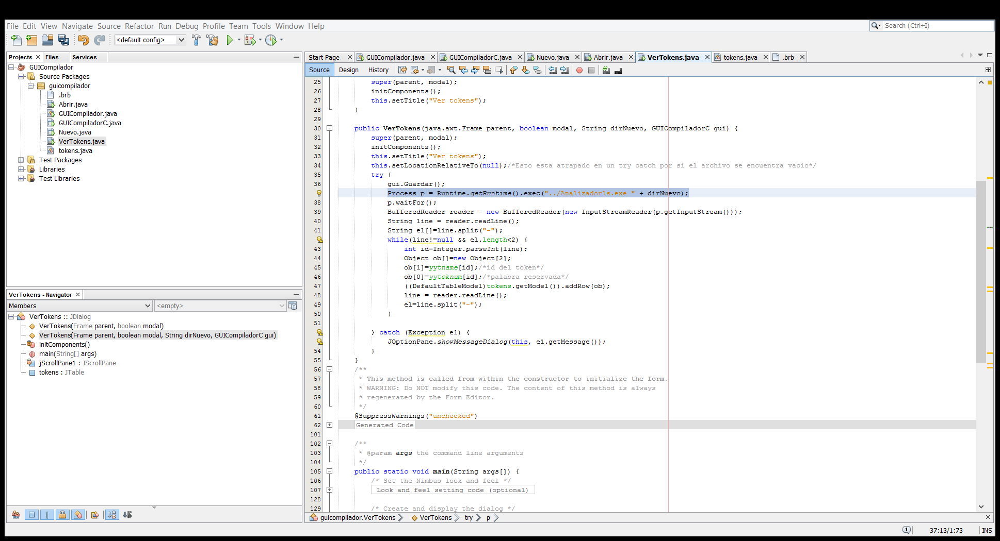 File Edit View Navigate Source Refactor Run Debug Profile Team Tools Window Help
Search (Ctrl+I)
<default config>
Projects Files Services
GUICompilador
Source Packages
guicompilador
.brb
Abrir.java
GUICompilador.java
GUICompiladorC.java
Nuevo.java
VerTokens.java
tokens.java
Test Packages
Libraries
Test Libraries
VerTokens - Navigator
Members
<empty>
VerTokens :: JDialog
VerTokens(Frame parent, boolean modal)
VerTokens(Frame parent, boolean modal, String dirNuevo, GUICompiladorC gui)
initComponents()
main(String[] args)
jScrollPane1 : JScrollPane
tokens : JTable
Start Page GUICompilador.java GUICompiladorC.java Nuevo.java Abrir.java VerTokens.java tokens.java .brb
Source Design History
25 super(parent, modal);
26 initComponents();
27 this.setTitle("Ver tokens");
28 }
29
30 public VerTokens(java.awt.Frame parent, boolean modal, String dirNuevo, GUICompiladorC gui) {
31 super(parent, modal);
32 initComponents();
33 this.setTitle("Ver tokens");
34 this.setLocationRelativeTo(null);/*Esto esta atrapado en un try catch por si el archivo se encuentra vacio*/
35 try {
36 gui.Guardar();
Process p = Runtime.getRuntime().exec("../Analizadorls.exe " + dirNuevo);
38 p.waitFor();
39 BufferedReader reader = new BufferedReader(new InputStreamReader(p.getInputStream()));
40 String line = reader.readLine();
41 String el[]=line.split("-");
while(line!=null && el.length<2) {
43 int id=Integer.parseInt(line);
44 Object ob[]=new Object[2];
45 ob[1]=yytname[id];/*id del token*/
46 ob[0]=yytoknum[id];/*palabra reservada*/
47 ((DefaultTableModel)tokens.getModel()).addRow(ob);
48 line = reader.readLine();
49 el=line.split("-");
50 }
51
} catch (Exception e1) {
JOptionPane.showMessageDialog(this, e1.getMessage());
54 }
55 }
56 /**
57 * This method is called from within the constructor to initialize the form.
58 * WARNING: Do NOT modify this code. The content of this method is always
59 * regenerated by the Form Editor.
60 */
61 @SuppressWarnings("unchecked")
62 Generated Code
101
102 /**
103 * @param args the command line arguments
104 */
105 public static void main(String args[]) {
106 /* Set the Nimbus look and feel */
107 Look and feel setting code (optional)
128
129 /* Create and display the dialog */
guicompilador.VerTokens VerTokens try p
1 37:13/1:73 INS